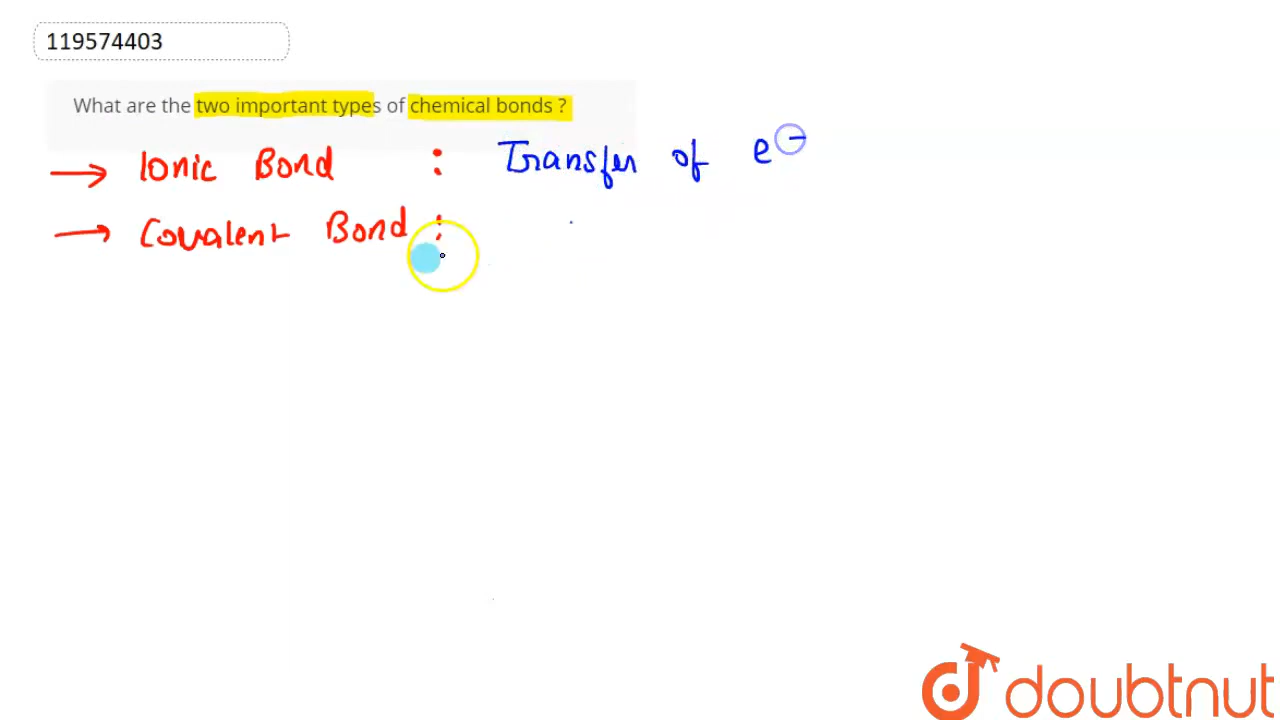 119574403
What are the two important types of chemical bonds ?
→ Ionic Bond : Transfer of e⊖
→ Covalent Bond :
doubtnut